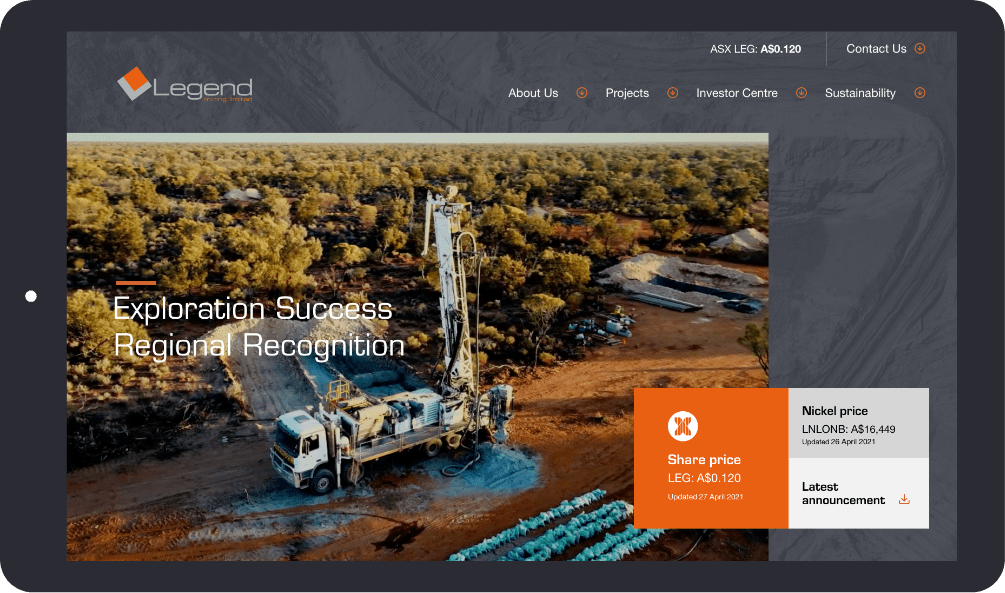 ASX LEG: A$0.120
Contact Us
Legend
mining limited
About Us
Projects
Investor Centre
Sustainability
Exploration Success
Regional Recognition
Share price
LEG: A$0.120
Updated 27 April 2021
Nickel price
LNLONB: A$16,449
Updated 26 April 2021
Latest
announcement